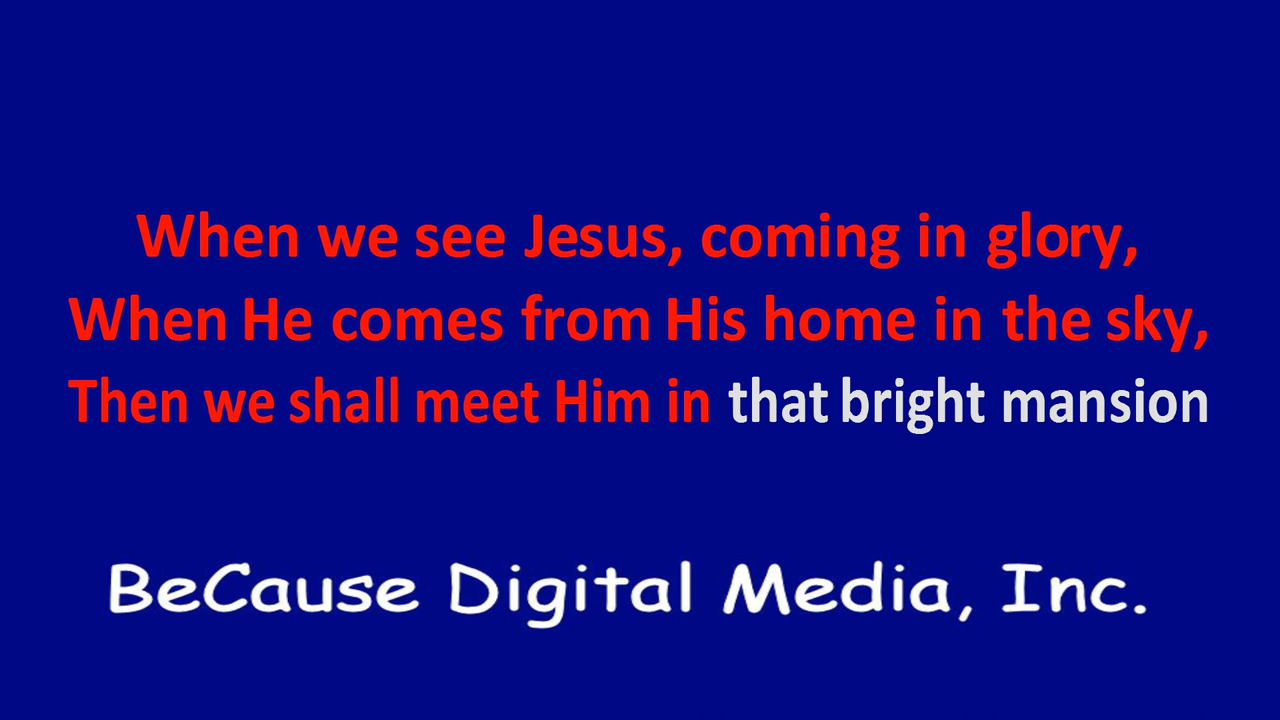 When we see Jesus, coming in glory,
When He comes from His home in the sky,
Then we shall meet Him in that bright mansion
BeCause Digital Media, Inc.